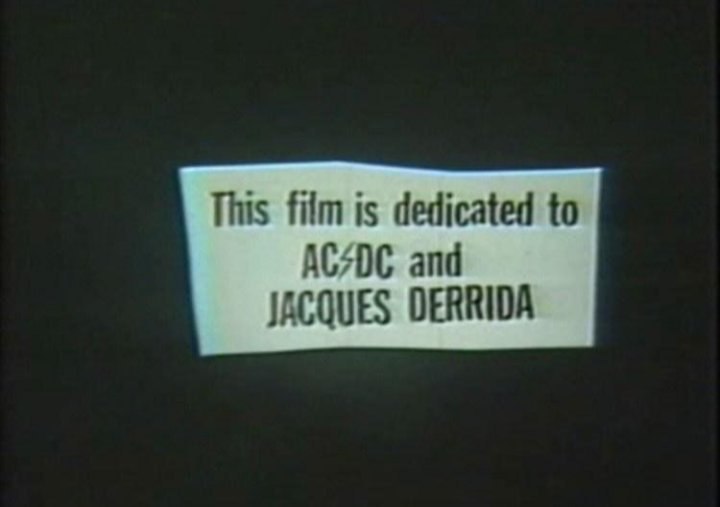 This film is dedicated to
AC⚡DC and
JACQUES DERRIDA